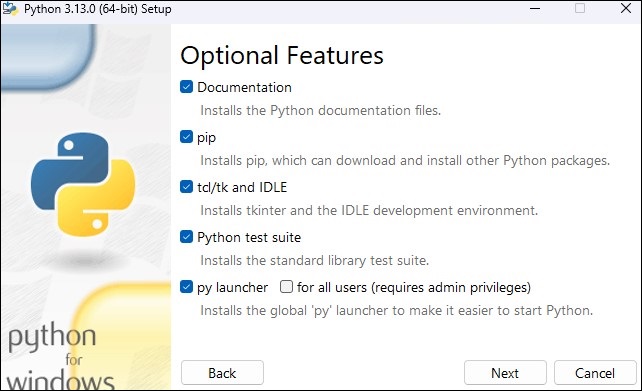 Python 3.13.0 (64-bit) Setup
Optional Features
Documentation
Installs the Python documentation files.
pip
Installs pip, which can download and install other Python packages.
tcl/tk and IDLE
Installs tkinter and the IDLE development environment.
Python test suite
Installs the standard library test suite.
py launcher for all users (requires admin privileges)
Installs the global 'py' launcher to make it easier to start Python.
python
for
windows
Back Next Cancel